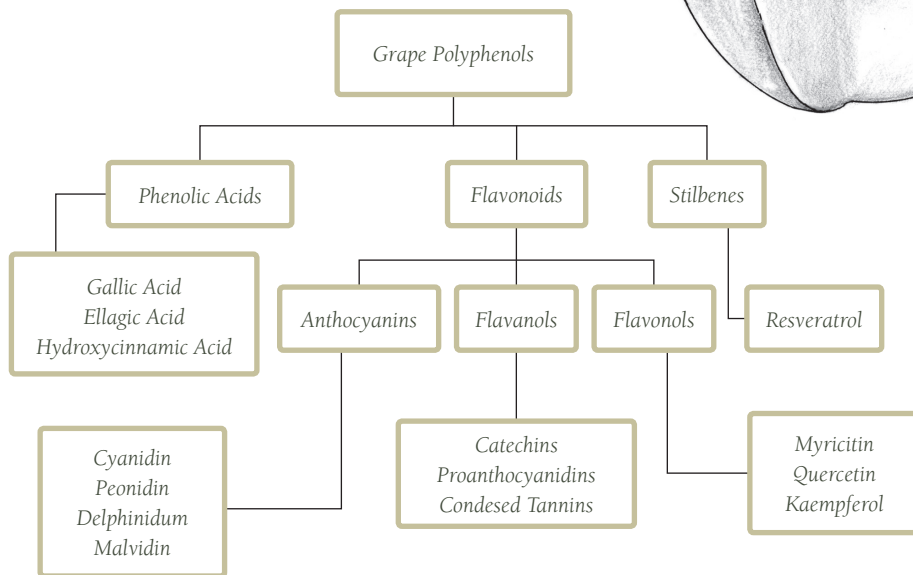 Grape Polyphenols
Phenolic Acids
Flavonoids
Stilbenes
Gallic Acid
Ellagic Acid
Hydroxycinnamic Acid
Anthocyanins
Flavanols
Flavonols
Resveratrol
Cyanidin
Peonidin
Delphinidum
Malvidin
Catechins
Proanthocyanidins
Condesed Tannins
Myricitin
Quercetin
Kaempferol